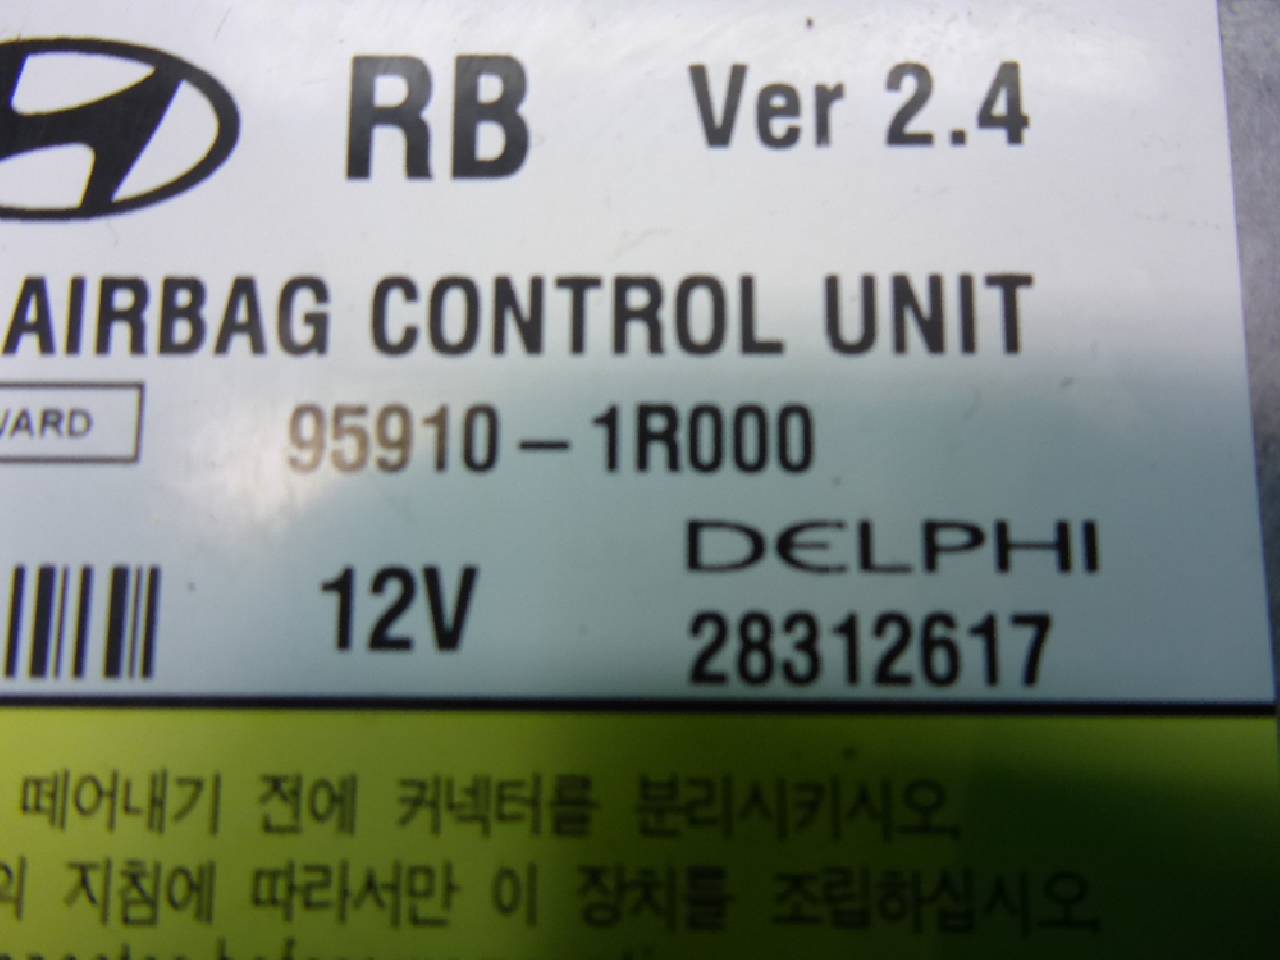 RB Ver 2.4
AIRBAG CONTROL UNIT
95910-1R000
DELPHI
12V
28312617
떼어내기 전에 커넥터를 분리시키시오.
지침에 따라서만 이 장치를 조립하십시오.